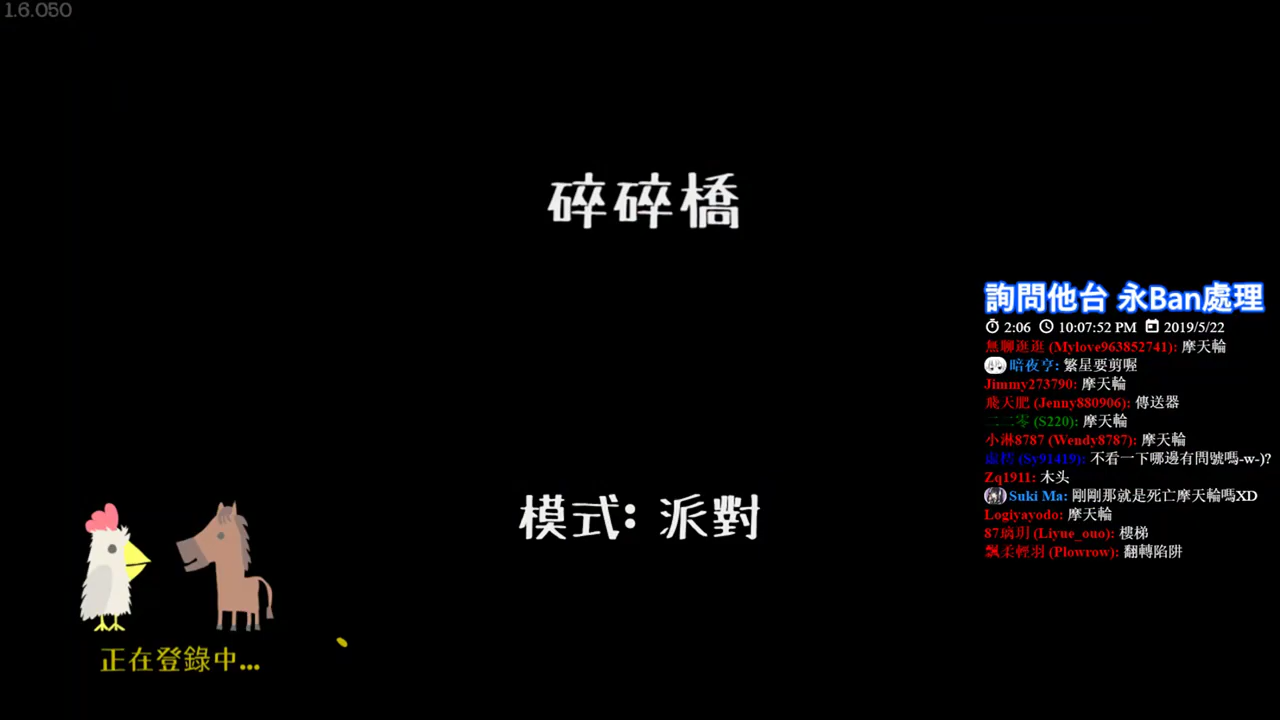 1.6.050
碎碎橋
詢問他台 永Ban處理
2:06 10:07:52 PM 2019/5/22
無聊逛逛 (Mylove963852741): 摩天輪
暗夜亨: 繁星要剪喔
Jimmy273790: 摩天輪
飛天肥 (Jenny880906): 傳送器
二二零 (S220): 摩天輪
小淋8787 (Wendy8787): 摩天輪
(Sy91419): 不看一下哪邊有問號嗎-w-)?
Zq1911: 木头
Suki Ma: 剛剛那就是死亡摩天輪嗎XD
Logiyayodo: 摩天輪
87璃玥 (Liyue_ouo): 樓梯
飄柔輕羽 (Plowrow): 翻轉陷阱
模式: 派對
正在登錄中...